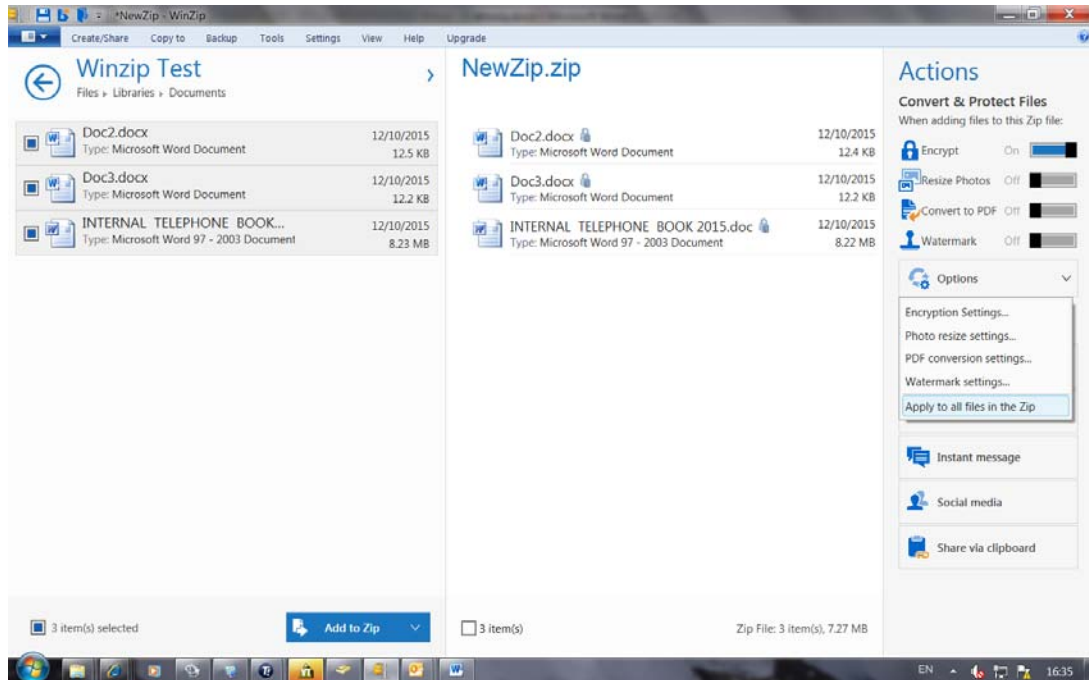 *NewZip - WinZip
Create/Share Copy to Backup Tools Settings View Help Upgrade
Winzip Test
Files ▸ Libraries ▸ Documents
Doc2.docx 12/10/2015
Type: Microsoft Word Document 12.5 KB
Doc3.docx 12/10/2015
Type: Microsoft Word Document 12.2 KB
INTERNAL TELEPHONE BOOK... 12/10/2015
Type: Microsoft Word 97 - 2003 Document 8.23 MB
3 item(s) selected
Add to Zip
NewZip.zip
Doc2.docx 12/10/2015
Type: Microsoft Word Document 12.4 KB
Doc3.docx 12/10/2015
Type: Microsoft Word Document 12.2 KB
INTERNAL TELEPHONE BOOK 2015.doc 12/10/2015
Type: Microsoft Word 97 - 2003 Document 8.22 MB
3 item(s)
Zip File: 3 item(s), 7.27 MB
Actions
Convert & Protect Files
When adding files to this Zip file:
Encrypt On
Resize Photos Off
Convert to PDF Off
Watermark Off
Options
Encryption Settings...
Photo resize settings...
PDF conversion settings...
Watermark settings...
Apply to all files in the Zip
Instant message
Social media
Share via clipboard
EN 16:35